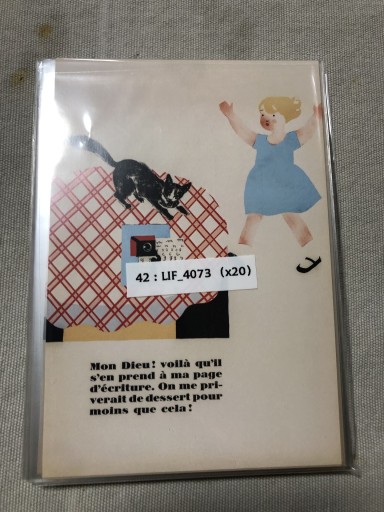 42 : LIF_4073 (x20)
Mon Dieu! voilà qu'il
s'en prend à ma page
d'écriture. On me pri-
verait de dessert pour
moins que cela!